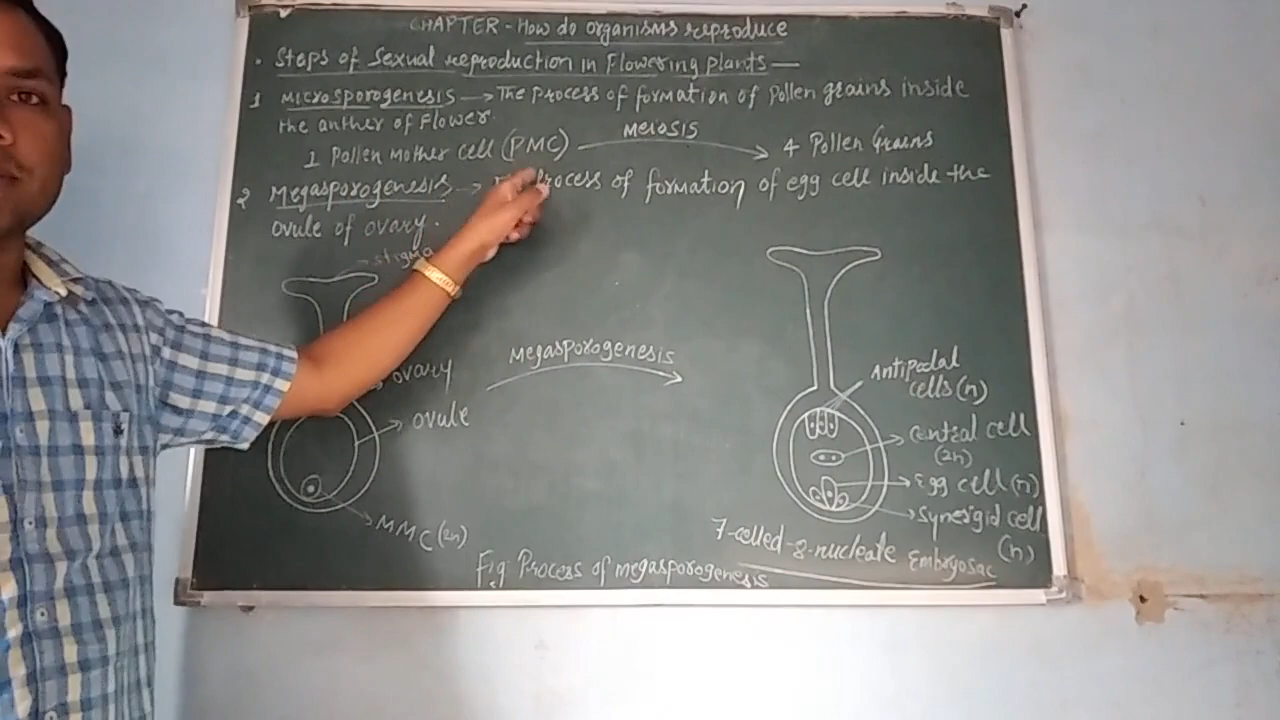 CHAPTER - How do organisms reproduce
. Steps of Sexual reproduction in Flowering plants —
1 MICROSPOROGENESIS —> The process of formation of Pollen grains inside
the anther of Flower.
1 Pollen Mother cell (PMC) MEIOSIS 4 Pollen Grains
2 Megasporogenesis —> Process of formation of egg cell inside the
ovule of ovary.
stigma
Megasporogenesis
ovary
ovule
MMC (2n)
Antipodal
cells (n)
central cell
(2n)
Egg cell (n)
Synergid cell
(n)
7-celled-8-nucleate Embryosac
Fig: Process of megasporogenesis